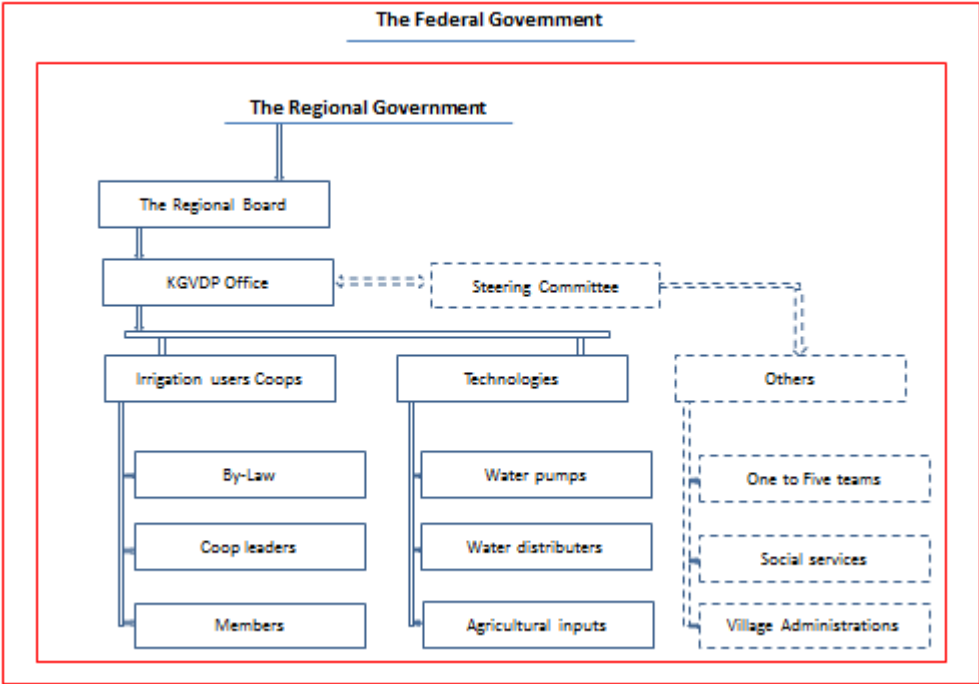 The Federal Government
The Regional Government
The Regional Board
KGVDP Office
Steering Committee
Irrigation users Coops
Technologies
Others
By-Law
Water pumps
One to Five teams
Coop leaders
Water distributers
Social services
Members
Agricultural inputs
Village Administrations